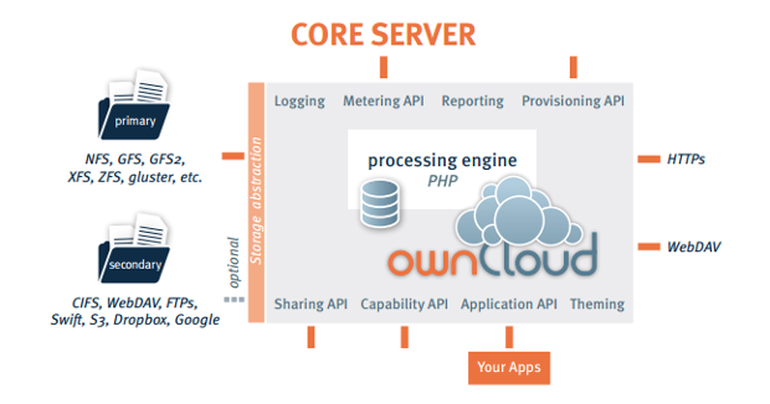 CORE SERVER
Logging Metering API Reporting Provisioning API
primary
NFS, GFS, GFS2,
XFS, ZFS, gluster, etc.
Storage abstraction
processing engine
PHP
HTTPs
ownCloud
WebDAV
secondary
optional
CIFS, WebDAV, FTPs,
Swift, S3, Dropbox, Google
Sharing API Capability API Application API Theming
Your Apps